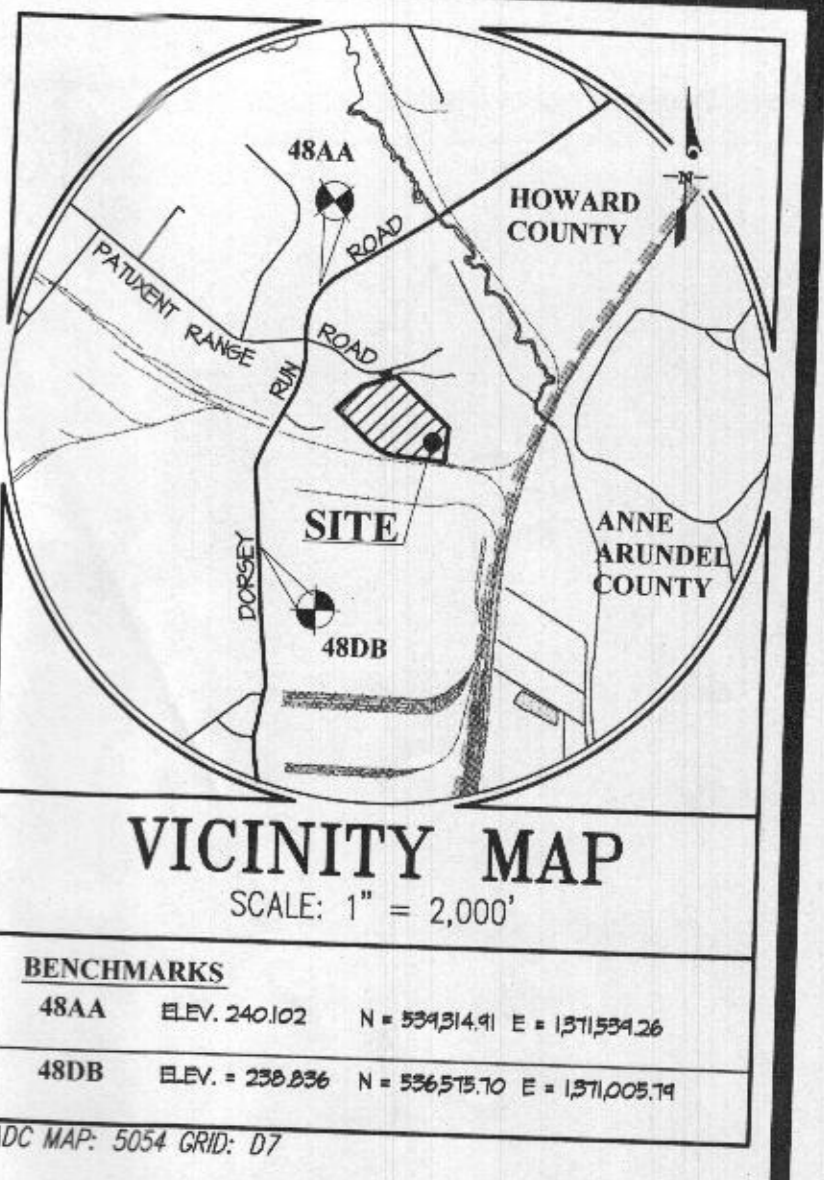 48AA
HOWARD
COUNTY
N
ROAD
PATUXENT RANGE ROAD
DORSEY RUN
SITE
ANNE
ARUNDEL
COUNTY
48DB
VICINITY MAP
SCALE: 1" = 2,000'
BENCHMARKS
48AA ELEV. 240.102 N = 539,314.91 E = 1,371,539.26
48DB ELEV. = 238.836 N = 536,575.70 E = 1,371,005.79
DC MAP: 5054 GRID: D7